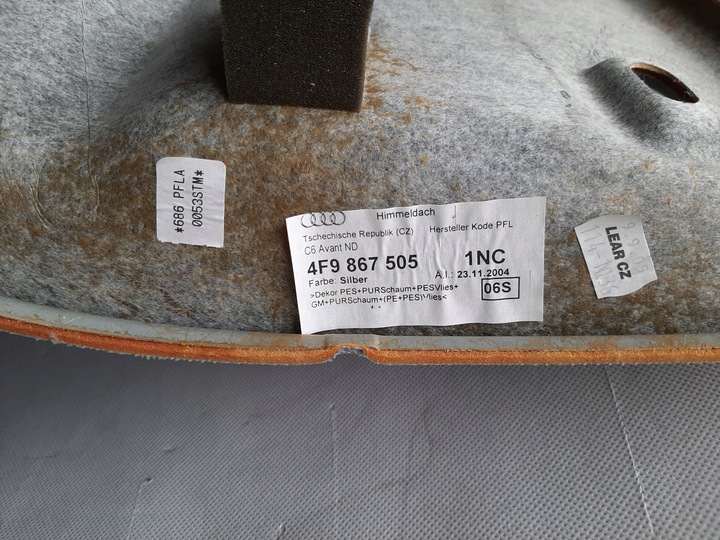 *686 PFLA
0053STM*
Himmeldach
Tschechische Republik (CZ) Hersteller Kode PFL
C6 Avant ND
4F9 867 505 1NC
Farbe: Silber Ä.I.: 23.11.2004
>Dekor PES+PURSchaum+PESVlies+
GM+PURSchaum+(PE+PES)Vlies<
06S
LEAR CZ